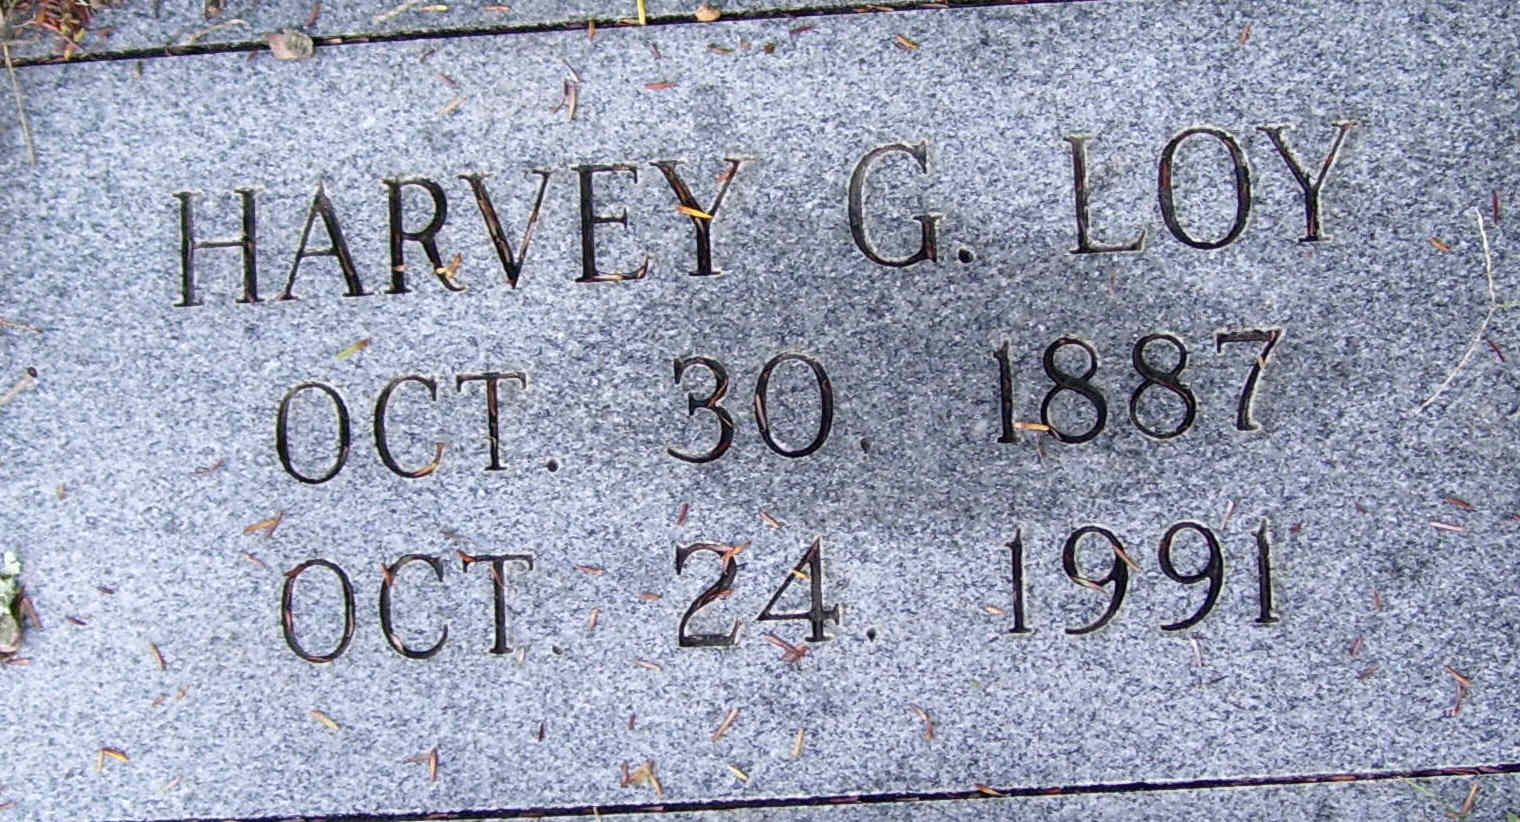 HARVEY G. LOY
OCT. 30. 1887
OCT. 24. 1991